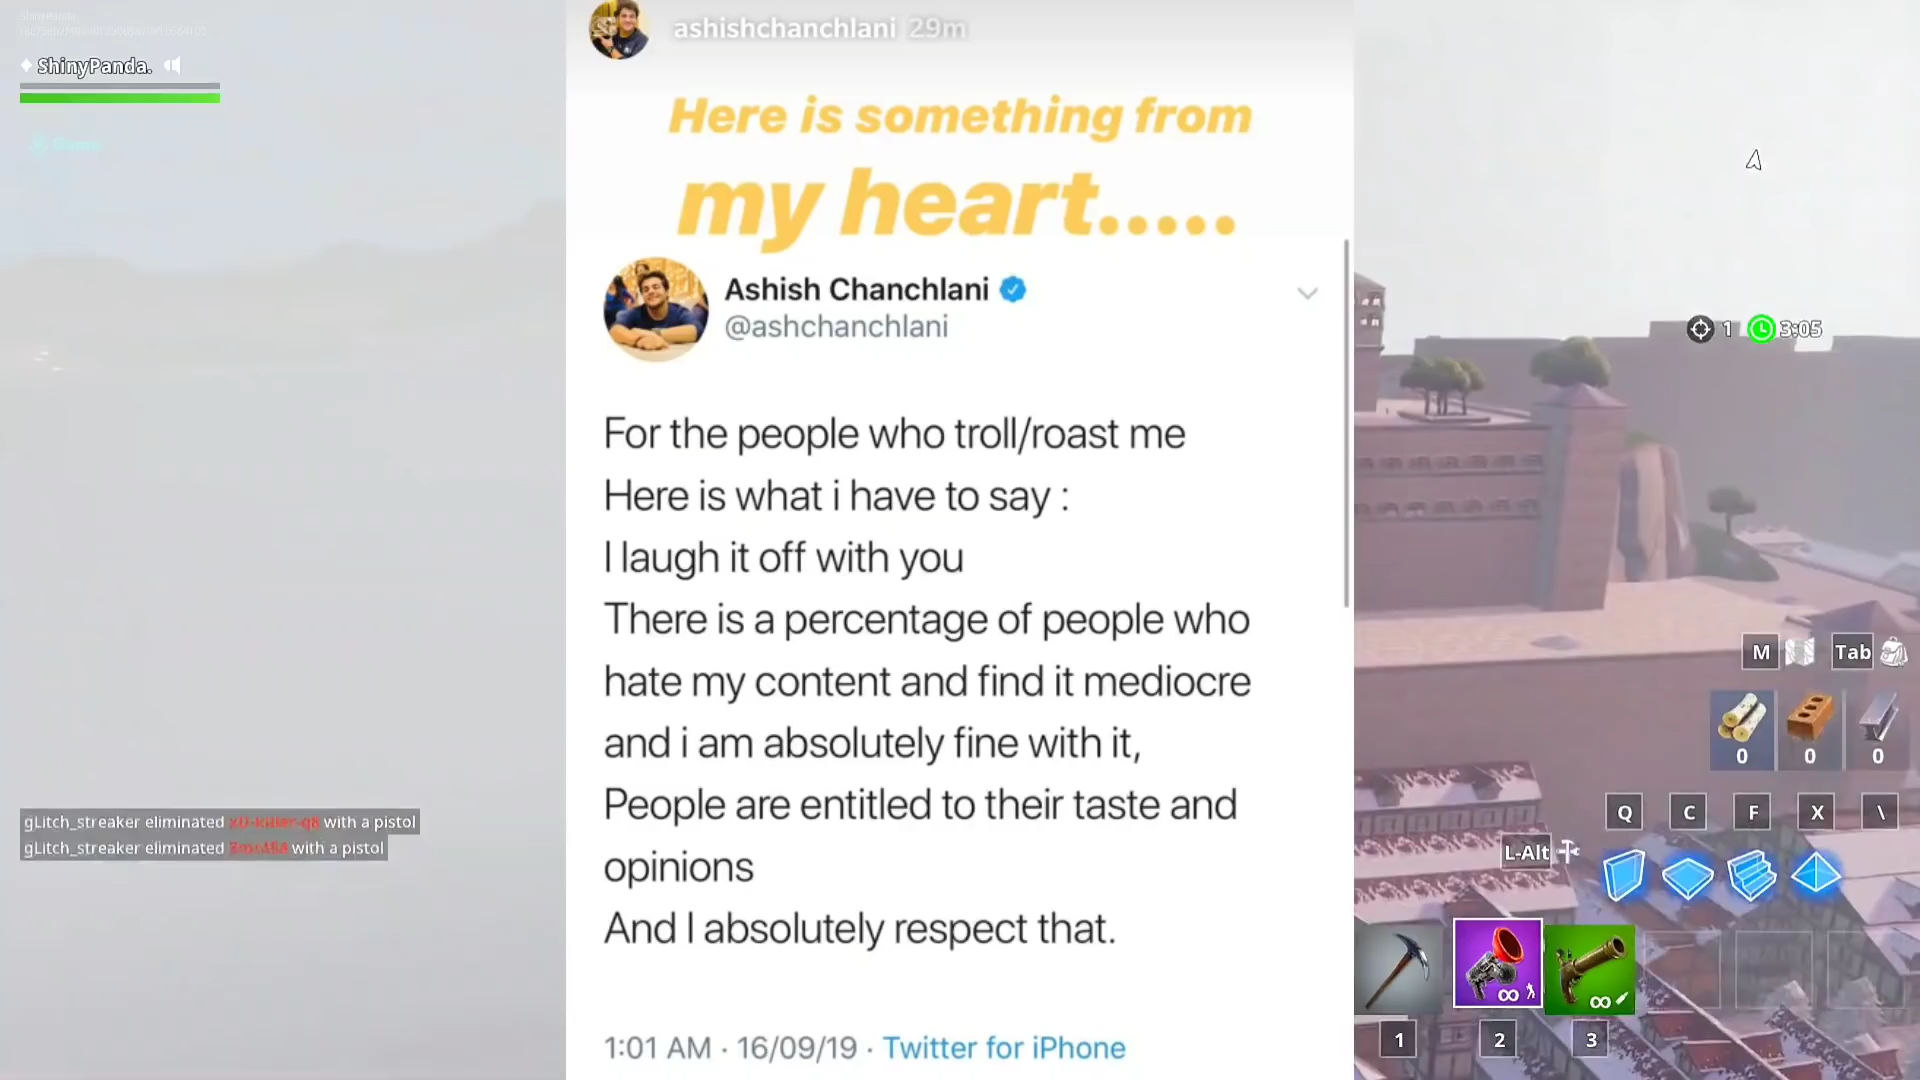 ShinyPanda.
ashishchanchlani 29m
Here is something from
my heart.....
Ashish Chanchlani
@ashchanchlani
For the people who troll/roast me
Here is what i have to say :
I laugh it off with you
There is a percentage of people who
hate my content and find it mediocre
and i am absolutely fine with it,
People are entitled to their taste and
opinions
And I absolutely respect that.
1:01 AM · 16/09/19 · Twitter for iPhone
gLitch_streaker eliminated with a pistol
gLitch_streaker eliminated with a pistol
1 3:05
M Tab
0 0 0
Q C F X \
L-Alt
∞ ∞
1 2 3